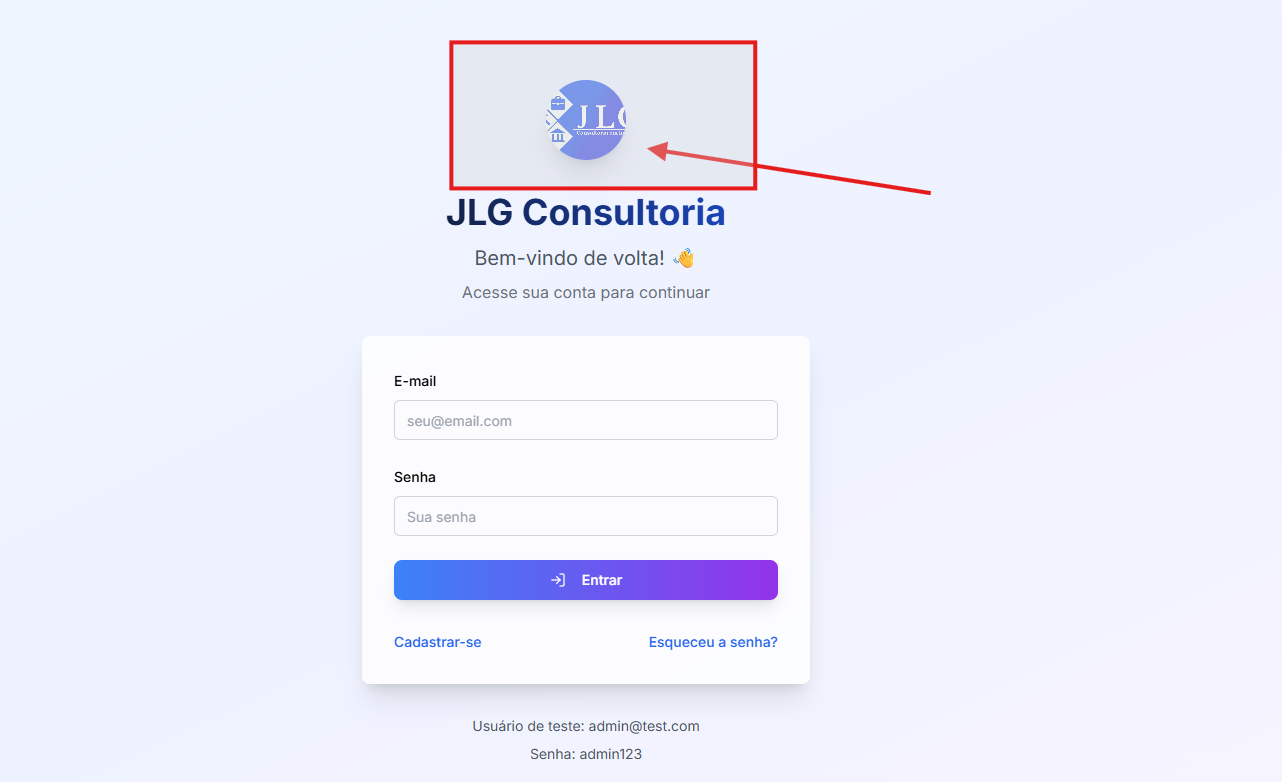 JLG
JLG Consultoria
Bem-vindo de volta! 👋
Acesse sua conta para continuar
E-mail
seu@email.com
Senha
Sua senha
Entrar
Cadastrar-se
Esqueceu a senha?
Usuário de teste: admin@test.com
Senha: admin123